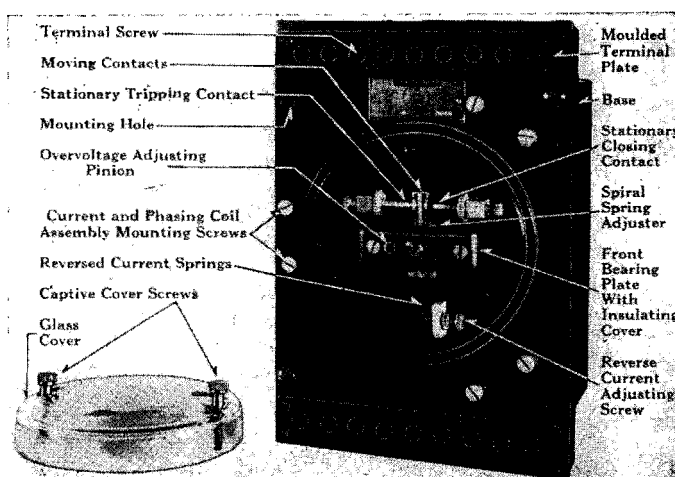 Terminal Screw
Moving Contacts
Stationary Tripping Contact
Mounting Hole
Overvoltage Adjusting
Pinion
Current and Phasing Coil
Assembly Mounting Screws
Reversed Current Springs
Captive Cover Screws
Glass
Cover
Moulded
Terminal
Plate
Base
Stationary
Closing
Contact
Spiral
Spring
Adjuster
Front
Bearing
Plate
With
Insulating
Cover
Reverse
Current
Adjusting
Screw